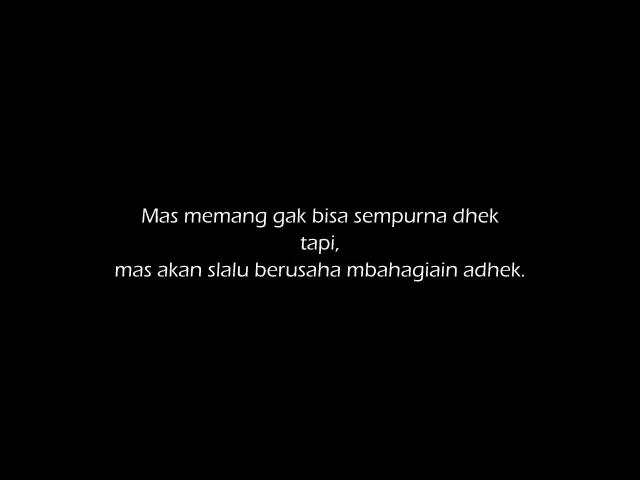 Mas memang gak bisa sempurna dhek
tapi,
mas akan slalu berusaha mbahagiain adhek.